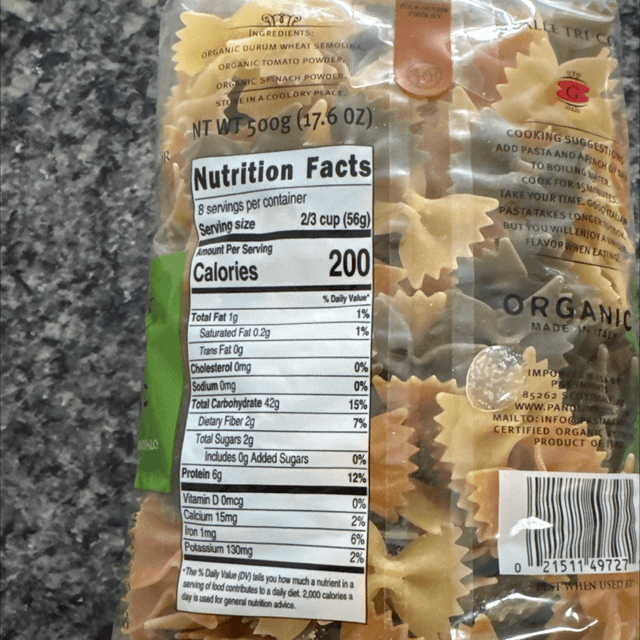 INGREDIENTS:
ORGANIC DURUM WHEAT SEMOLINA,
ORGANIC TOMATO POWDER,
ORGANIC SPINACH POWDER.
STORE IN A COOL DRY PLACE
NT WT 500g (17.6 OZ)
Nutrition Facts
8 servings per container
Serving size 2/3 cup (56g)
Amount Per Serving
Calories 200
% Daily Value*
Total Fat 1g 1%
Saturated Fat 0.2g 1%
Trans Fat 0g
Cholesterol 0mg 0%
Sodium 0mg 0%
Total Carbohydrate 42g 15%
Dietary Fiber 2g 7%
Total Sugars 2g
Includes 0g Added Sugars 0%
Protein 6g 12%
Vitamin D 0mcg 0%
Calcium 15mg 2%
Iron 1mg 6%
Potassium 130mg 2%
*The % Daily Value (DV) tells you how much a nutrient in a
serving of food contributes to a daily diet. 2,000 calories a
day is used for general nutrition advice.
G
COOKING SUGGESTIONS
ADD PASTA AND A PINCH OF
TO BOILING WATER.
COOK FOR 15 MINUTES
TAKE YOUR TIME,
PASTA TAKES LONGER
BUT YOU WILL ENJOY A
FLAVOR WHEN EATING
ORGANIC
MADE IN ITALY
85262
MAIL TO: INFO@
CERTIFIED ORGANIC
PRODUCT OF
0 21511 49727
BEST WHEN USED